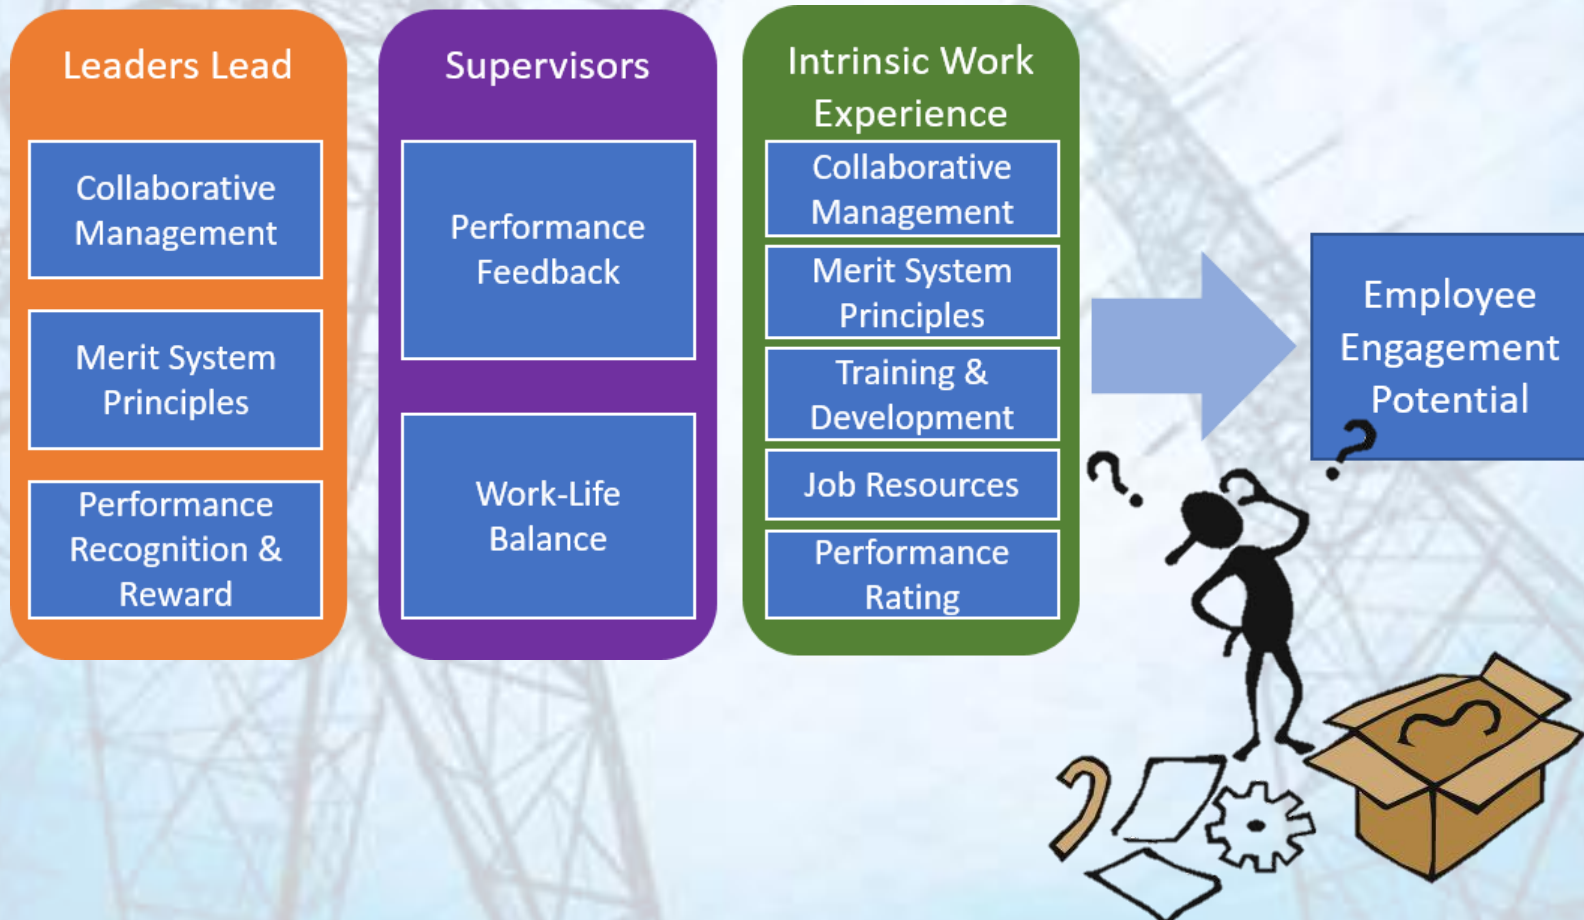 Leaders Lead
Collaborative
Management
Merit System
Principles
Performance
Recognition &
Reward
Supervisors
Performance
Feedback
Work-Life
Balance
Intrinsic Work
Experience
Collaborative
Management
Merit System
Principles
Training &
Development
Job Resources
Performance
Rating
Employee
Engagement
Potential
?
?